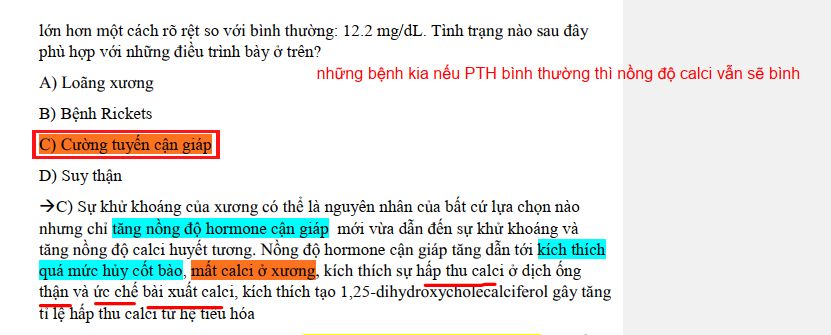 lớn hơn một cách rõ rệt so với bình thường: 12.2 mg/dL. Tình trạng nào sau đây
phù hợp với những điều trình bày ở trên?
những bệnh kia nếu PTH bình thường thì nồng độ calci vẫn sẽ bình
A) Loãng xương
B) Bệnh Rickets
C) Cường tuyến cận giáp
D) Suy thận
→C) Sự khử khoáng của xương có thể là nguyên nhân của bất cứ lựa chọn nào
nhưng chỉ tăng nồng độ hormone cận giáp mới vừa dẫn đến sự khử khoáng và
tăng nồng độ calci huyết tương. Nồng độ hormone cận giáp tăng dẫn tới kích thích
quá mức hủy cốt bào, mất calci ở xương, kích thích sự hấp thu calci ở dịch ống
thận và ức chế bài xuất calci, kích thích tạo 1,25-dihydroxycholecalciferol gây tăng
tỉ lệ hấp thu calci từ hệ tiêu hóa